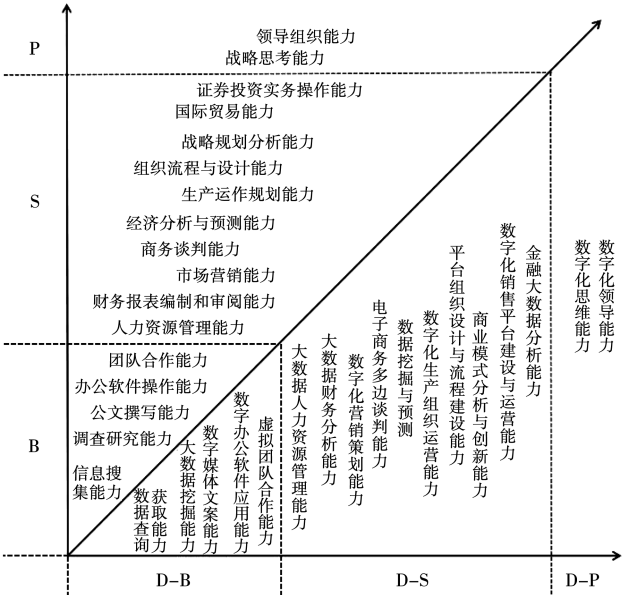 P
领导组织能力
战略思考能力
证券投资实务操作能力
国际贸易能力
战略规划分析能力
组织流程与设计能力
S
生产运作规划能力
经济分析与预测能力
商务谈判能力
市场营销能力
财务报表编制和审阅能力
人力资源管理能力
B
团队合作能力
办公软件操作能力
公文撰写能力
调查研究能力
信息搜
集能力
数据查询
获取能力
大数据挖掘能力
数字媒体文案能力
数字办公软件应用能力
虚拟团队合作能力
大数据人力资源管理能力
大数据财务分析能力
数字化营销策划能力
电子商务多边谈判能力
数据挖掘与预测
数字化生产组织运营能力
平台组织设计与流程建设能力
商业模式分析与创新能力
数字化销售平台建设与运营能力
金融大数据分析能力
数字化思维能力
数字化领导能力
D-B
D-S
D-P